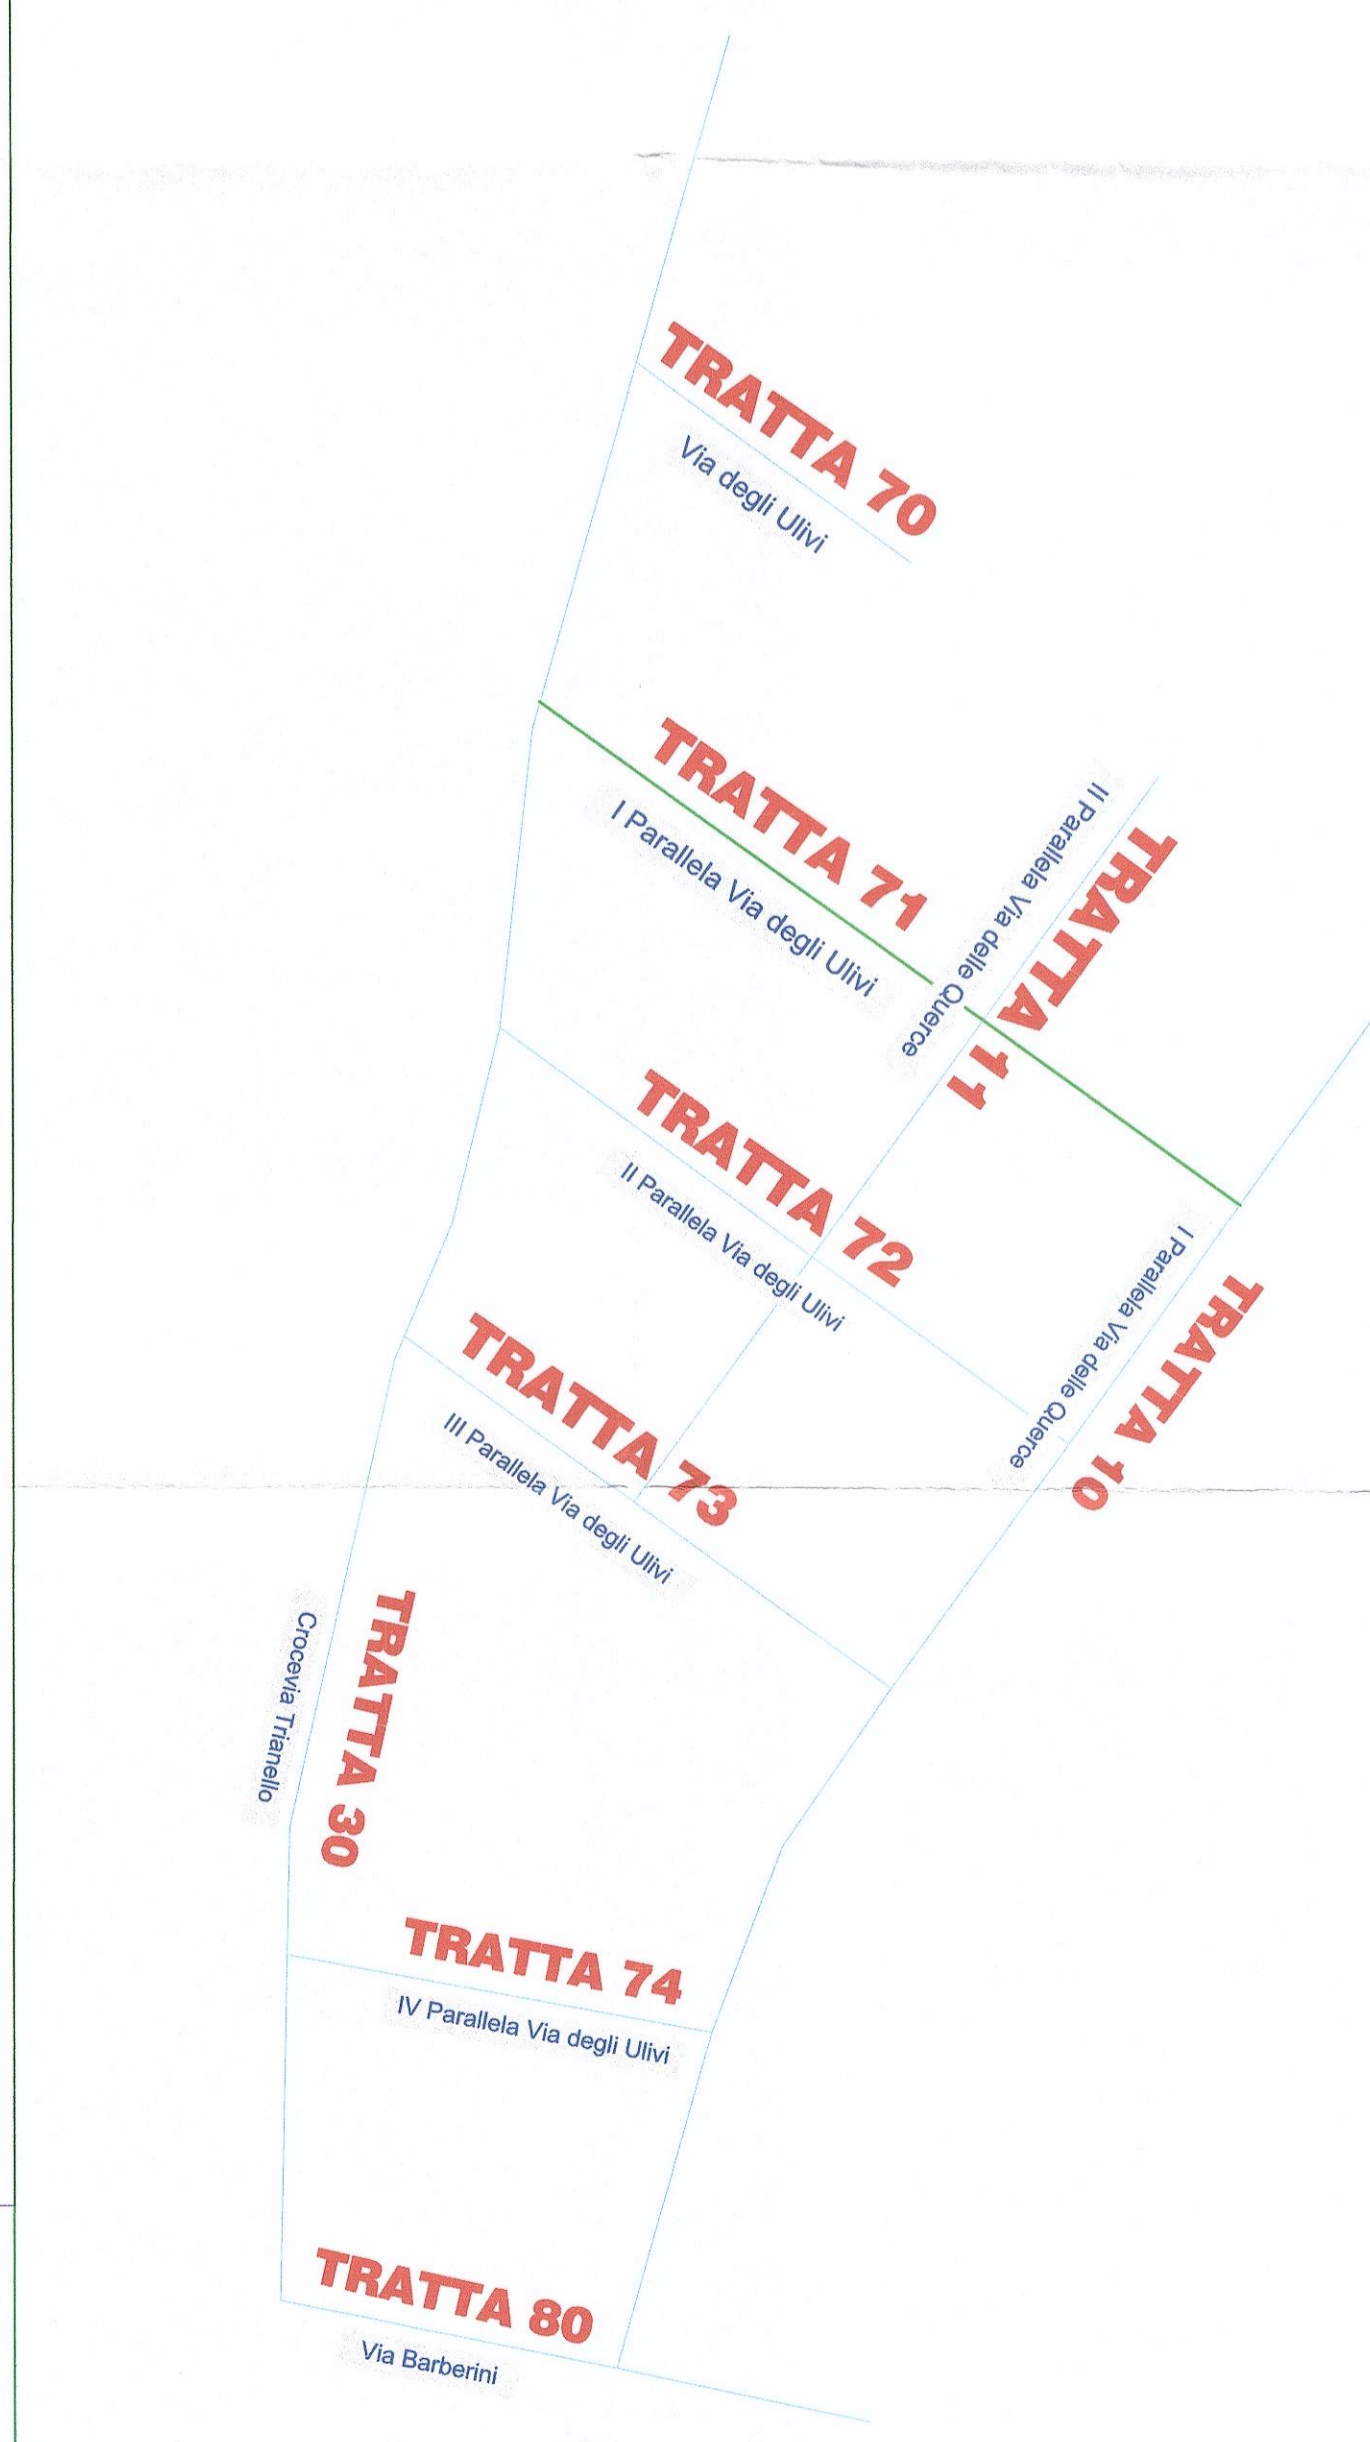 TRATTA 70
Via degli Ulivi
TRATTA 71
I Parallela Via degli Ulivi
II Parallela Via delle Querce
TRATTA 11
TRATTA 72
II Parallela Via degli Ulivi
I Parallela Via delle Querce
TRATTA 10
TRATTA 73
III Parallela Via degli Ulivi
TRATTA 30
Crocevia Trianello
TRATTA 74
IV Parallela Via degli Ulivi
TRATTA 80
Via Barberini